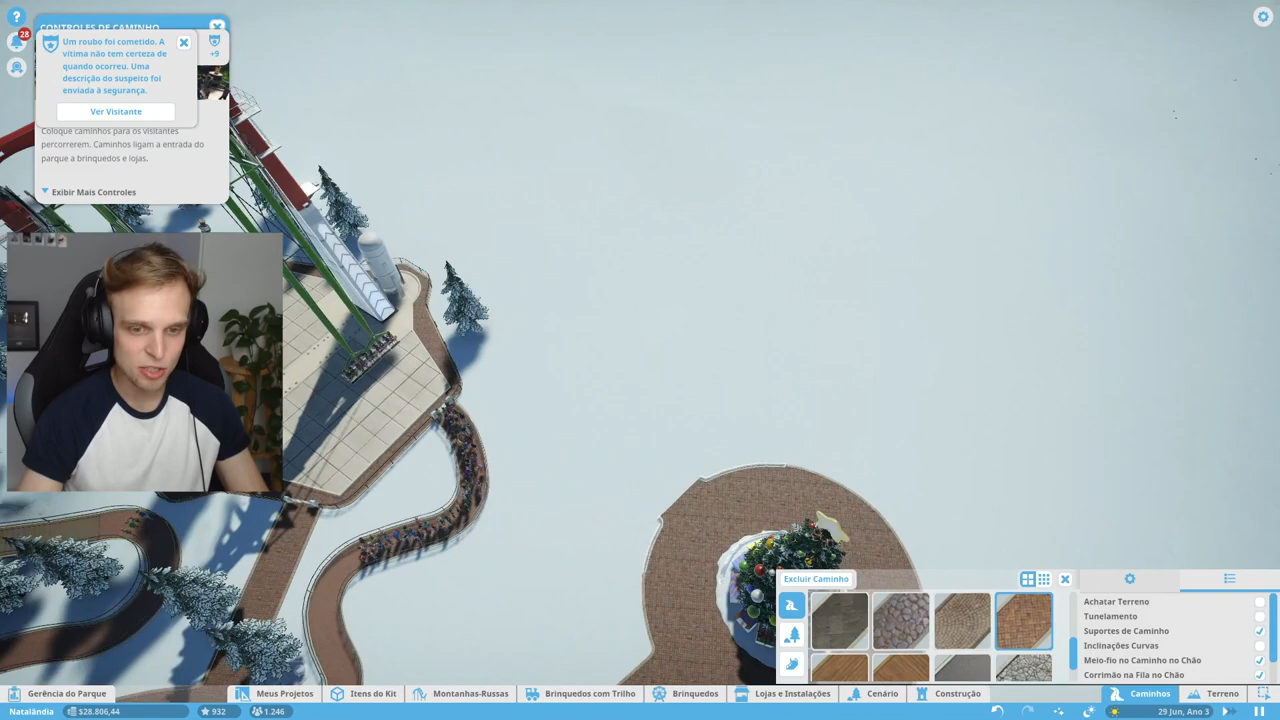 CONTROLES DE CAMINHO
28
Um roubo foi cometido. A
vítima não tem certeza de
quando ocorreu. Uma
descrição do suspeito foi
enviada à segurança.
+9
Ver Visitante
Coloque caminhos para os visitantes
percorrerem. Caminhos ligam a entrada do
parque a brinquedos e lojas.
Exibir Mais Controles
Excluir Caminho
Achatar Terreno
Tunelamento
Suportes de Caminho
Inclinações Curvas
Meio-fio no Caminho no Chão
Corrimão na Fila no Chão
Gerência do Parque
Meus Projetos
Itens do Kit
Montanhas-Russas
Brinquedos com Trilho
Brinquedos
Lojas e Instalações
Cenário
Construção
Caminhos
Terreno
Natalândia
$28.806,44
932
1.246
29 Jun, Ano 3